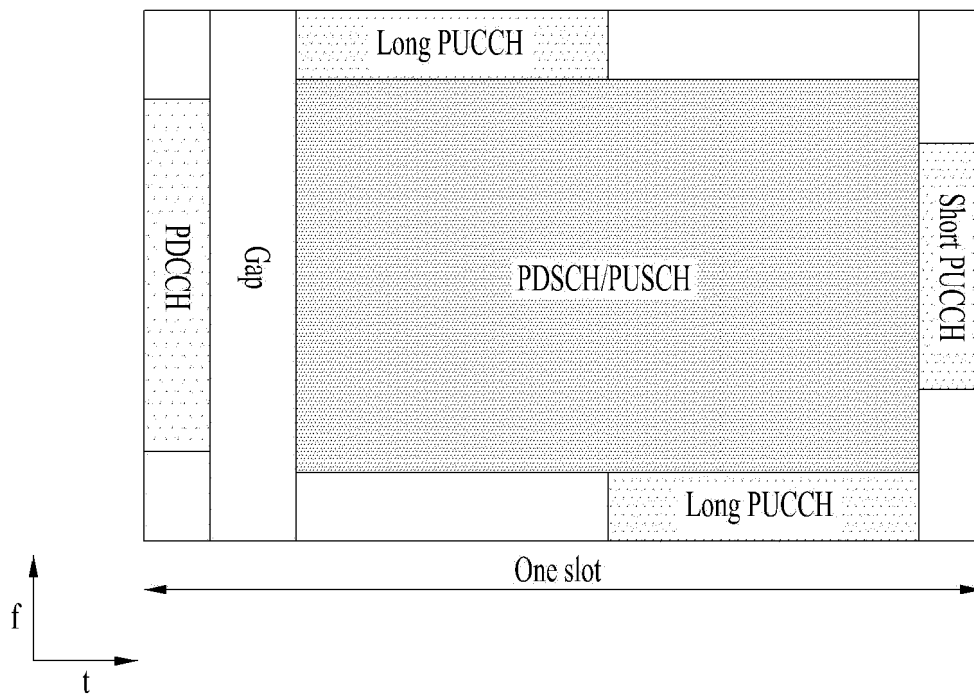 Long PUCCH
PDCCH
Gap
PDSCH/PUSCH
Short PUCCH
Long PUCCH
One slot
f
t